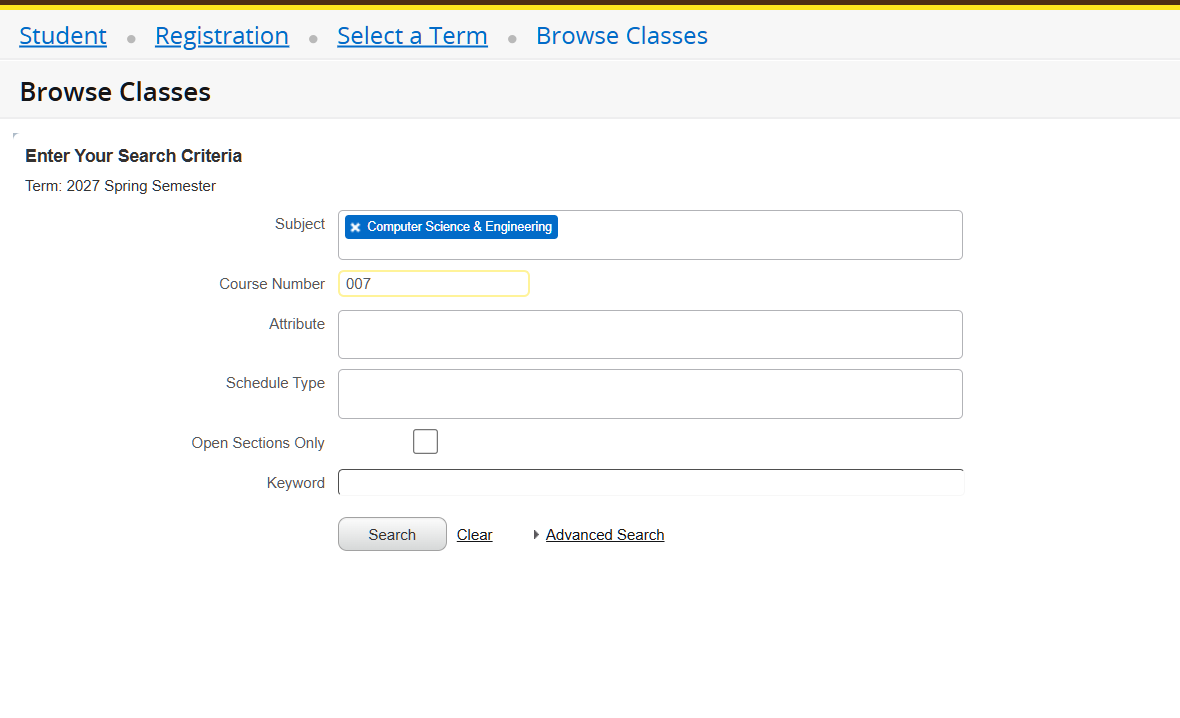 Student • Registration • Select a Term • Browse Classes
Browse Classes
Enter Your Search Criteria
Term: 2027 Spring Semester
Subject Computer Science & Engineering
Course Number 007
Attribute
Schedule Type
Open Sections Only
Keyword
Search Clear Advanced Search